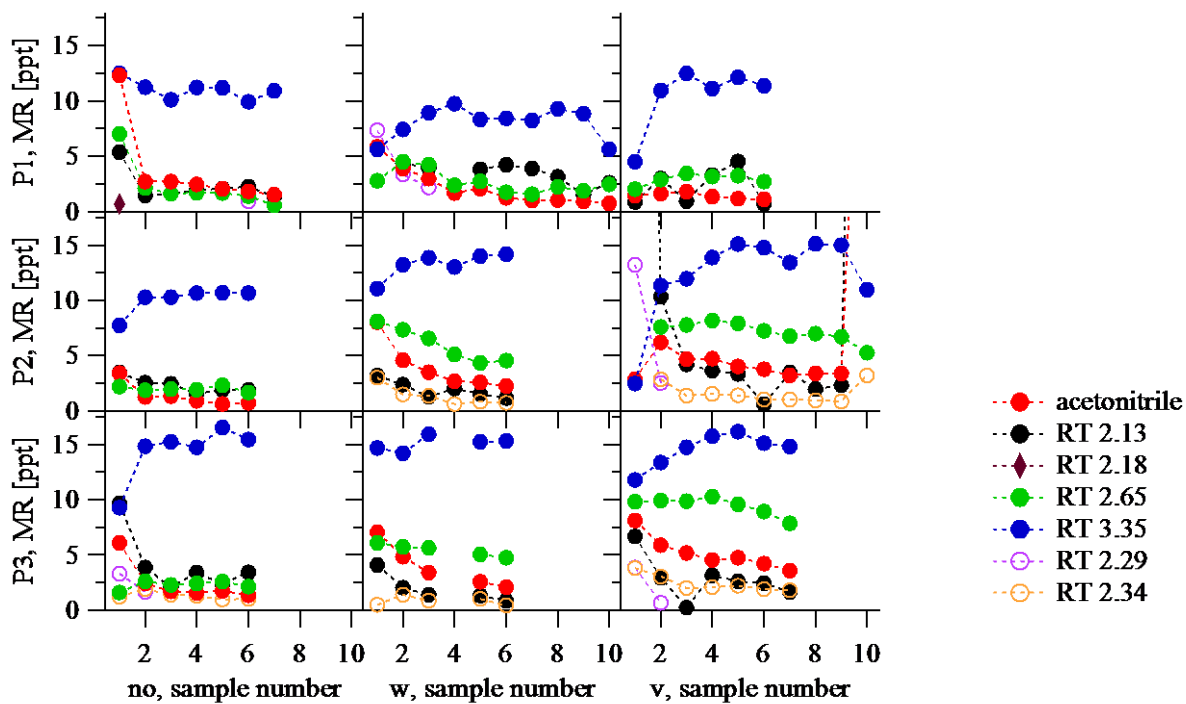 P1, MR [ppt]
15
10
5
0
P2, MR [ppt]
15
10
5
0
P3, MR [ppt]
15
10
5
0
2 4 6 8 10 2 4 6 8 10 2 4 6 8 10
no, sample number w, sample number v, sample number
acetonitrile
RT 2.13
RT 2.18
RT 2.65
RT 3.35
RT 2.29
RT 2.34